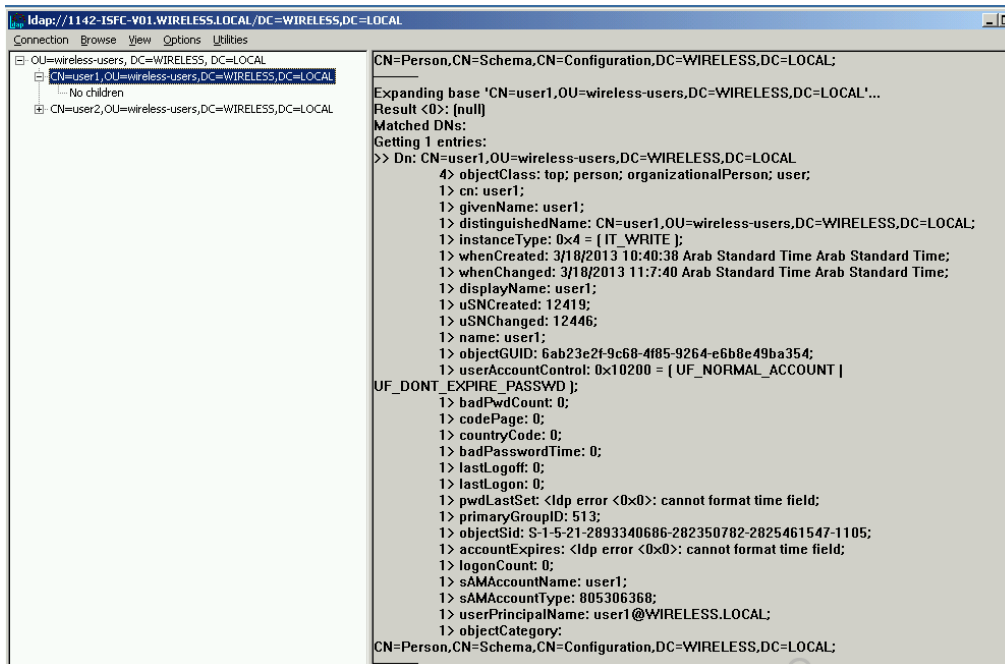 ldap://1142-ISFC-V01.WIRELESS.LOCAL/DC=WIRELESS,DC=LOCAL
Connection Browse View Options Utilities
OU=wireless-users, DC=WIRELESS, DC=LOCAL
CN=user1,OU=wireless-users,DC=WIRELESS,DC=LOCAL
No children
CN=user2,OU=wireless-users,DC=WIRELESS,DC=LOCAL
CN=Person,CN=Schema,CN=Configuration,DC=WIRELESS,DC=LOCAL;
Expanding base 'CN=user1,OU=wireless-users,DC=WIRELESS,DC=LOCAL'...
Result <0>: (null)
Matched DNs:
Getting 1 entries:
>> Dn: CN=user1,OU=wireless-users,DC=WIRELESS,DC=LOCAL
4> objectClass: top; person; organizationalPerson; user;
1> cn: user1;
1> givenName: user1;
1> distinguishedName: CN=user1,OU=wireless-users,DC=WIRELESS,DC=LOCAL;
1> instanceType: 0x4 = ( IT_WRITE );
1> whenCreated: 3/18/2013 10:40:38 Arab Standard Time Arab Standard Time;
1> whenChanged: 3/18/2013 11:7:40 Arab Standard Time Arab Standard Time;
1> displayName: user1;
1> uSNCreated: 12419;
1> uSNChanged: 12446;
1> name: user1;
1> objectGUID: 6ab23e2f-9c68-4f85-9264-e6b8e49ba354;
1> userAccountControl: 0x10200 = ( UF_NORMAL_ACCOUNT |
UF_DONT_EXPIRE_PASSWD );
1> badPwdCount: 0;
1> codePage: 0;
1> countryCode: 0;
1> badPasswordTime: 0;
1> lastLogoff: 0;
1> lastLogon: 0;
1> pwdLastSet: <ldp error <0x0>: cannot format time field;
1> primaryGroupID: 513;
1> objectSid: S-1-5-21-2893340686-282350782-2825461547-1105;
1> accountExpires: <ldp error <0x0>: cannot format time field;
1> logonCount: 0;
1> sAMAccountName: user1;
1> sAMAccountType: 805306368;
1> userPrincipalName: user1@WIRELESS.LOCAL;
1> objectCategory:
CN=Person,CN=Schema,CN=Configuration,DC=WIRELESS,DC=LOCAL;